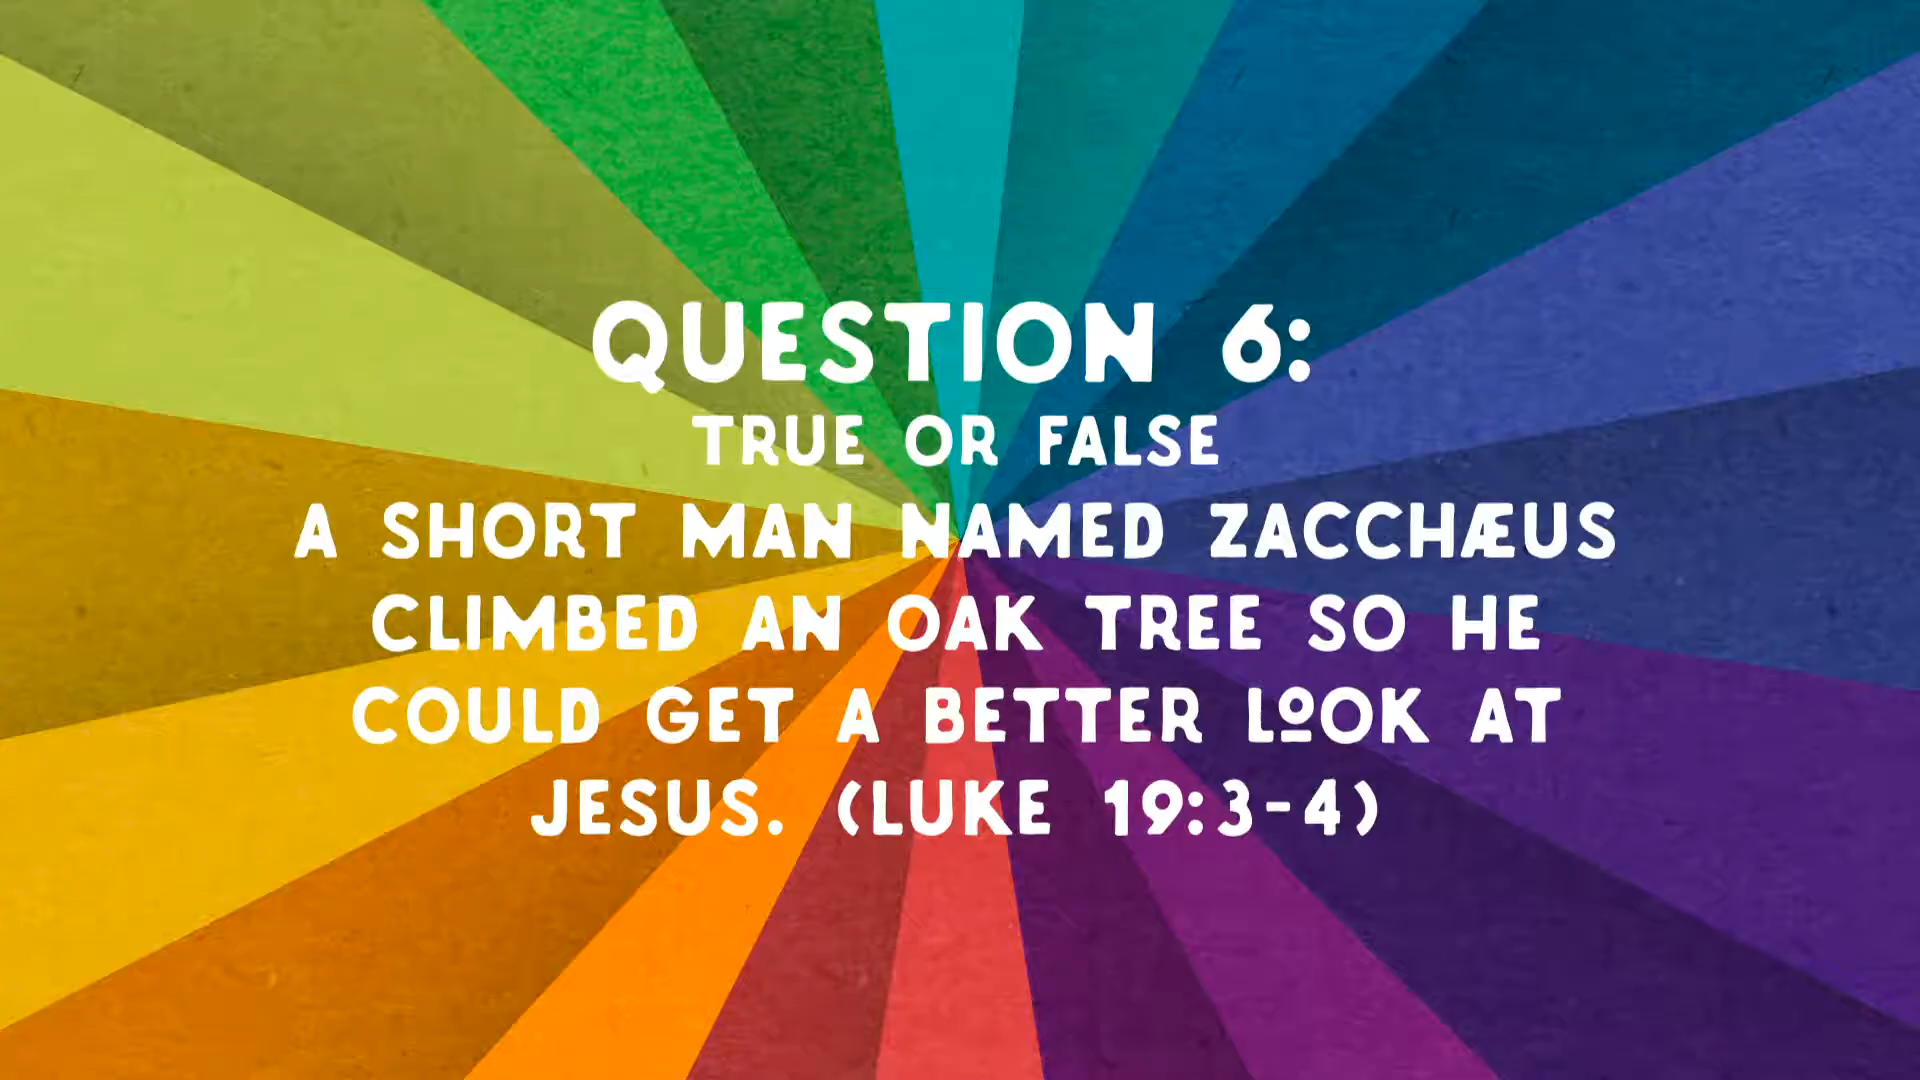 QUESTION 6:
TRUE OR FALSE
A SHORT MAN NAMED ZACCHÆUS
CLIMBED AN OAK TREE SO HE
COULD GET A BETTER LOOK AT
JESUS. (LUKE 19:3-4)